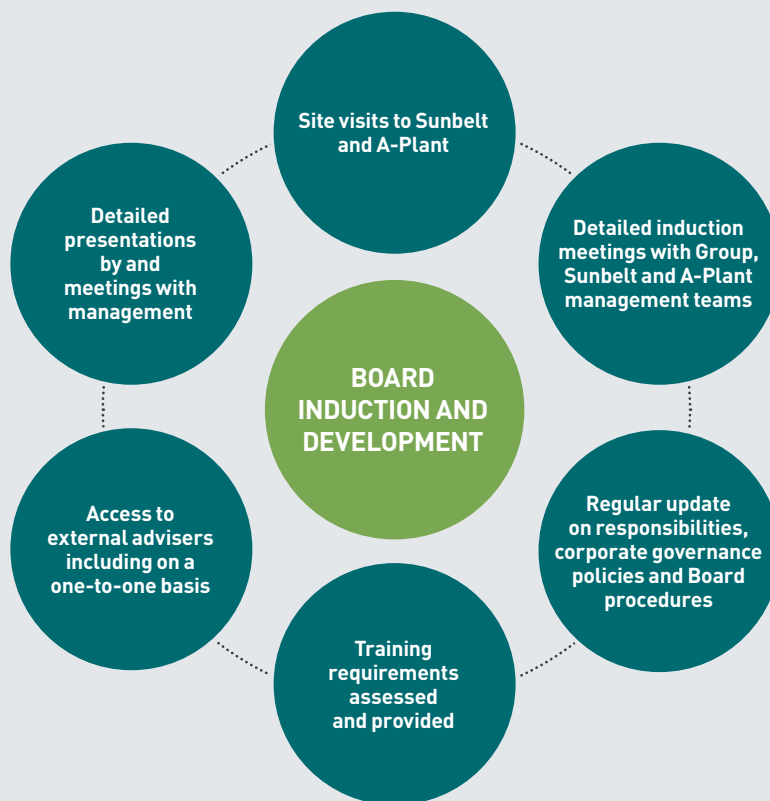 Site visits to Sunbelt
and A-Plant
Detailed induction
meetings with Group,
Sunbelt and A-Plant
management teams
Regular update
on responsibilities,
corporate governance
policies and Board
procedures
Training
requirements
assessed
and provided
Access to
external advisers
including on a
one-to-one basis
Detailed
presentations
by and
meetings with
management
BOARD
INDUCTION AND
DEVELOPMENT